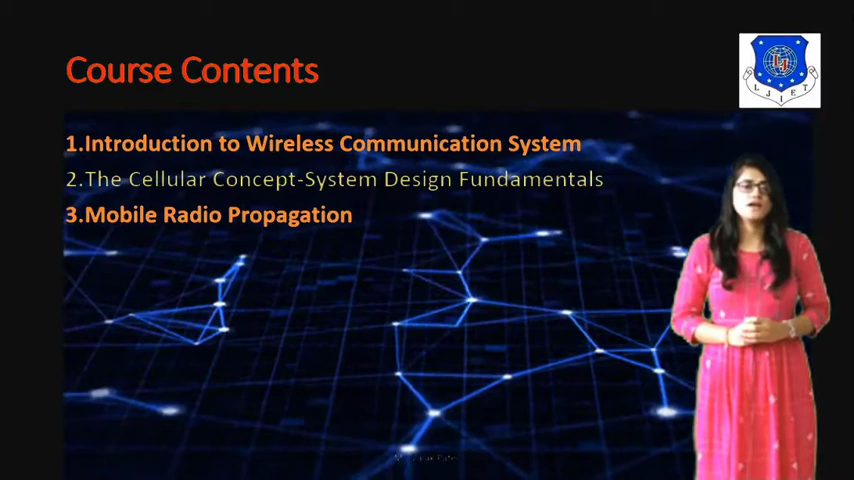 Course Contents
LJIET
1.Introduction to Wireless Communication System
2.The Cellular Concept-System Design Fundamentals
3.Mobile Radio Propagation